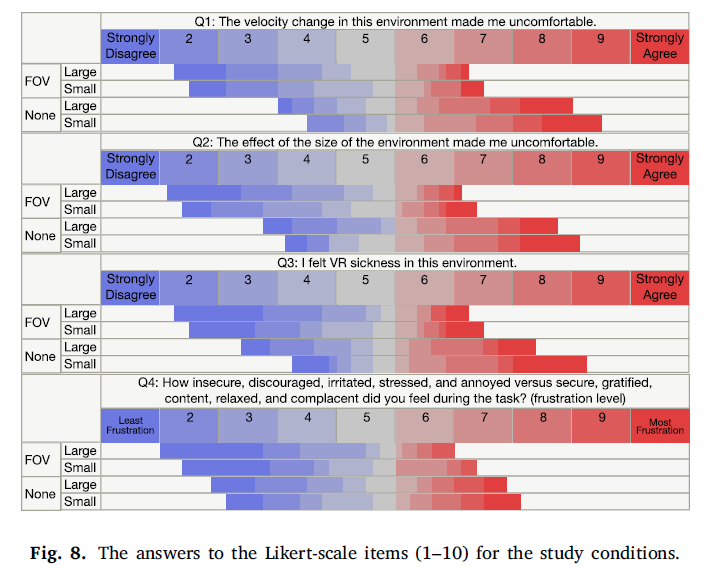 Q1: The velocity change in this environment made me uncomfortable.
Strongly Disagree 2 3 4 5 6 7 8 9 Strongly Agree
FOV Large
Small
None Large
Small
Q2: The effect of the size of the environment made me uncomfortable.
Strongly Disagree 2 3 4 5 6 7 8 9 Strongly Agree
FOV Large
Small
None Large
Small
Q3: I felt VR sickness in this environment.
Strongly Disagree 2 3 4 5 6 7 8 9 Strongly Agree
FOV Large
Small
None Large
Small
Q4: How insecure, discouraged, irritated, stressed, and annoyed versus secure, gratified,
content, relaxed, and complacent did you feel during the task? (frustration level)
Least Frustration 2 3 4 5 6 7 8 9 Most Frustration
FOV Large
Small
None Large
Small
Fig. 8. The answers to the Likert-scale items (1–10) for the study conditions.